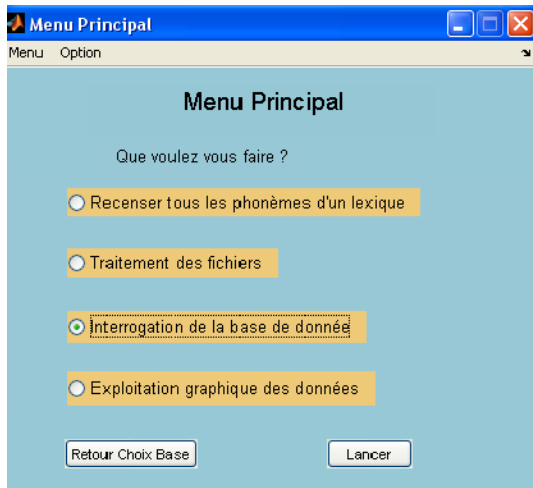 Menu Principal
Menu Option
Menu Principal
Que voulez vous faire ?
Recenser tous les phonèmes d'un lexique
Traitement des fichiers
Interrogation de la base de donnée
Exploitation graphique des données
Retour Choix Base Lancer